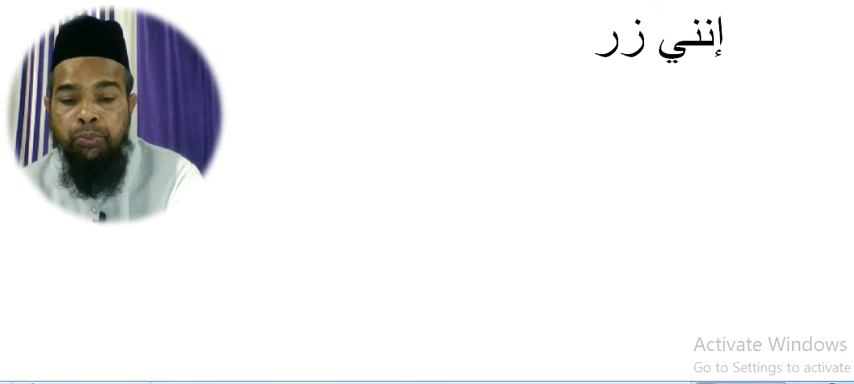 إنني زر
Activate Windows
Go to Settings to activate